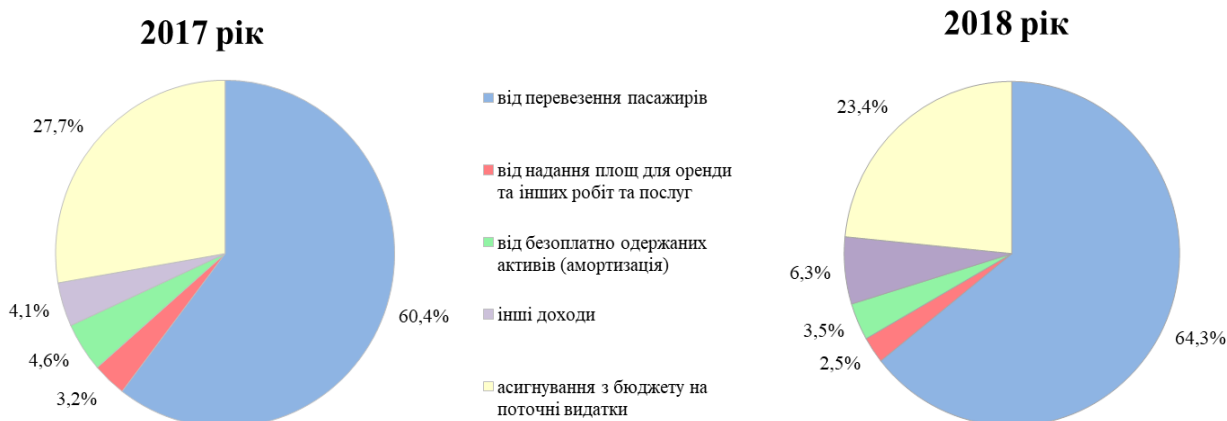 2017 рік
27,7%
4,1%
4,6%
3,2%
60,4%
від перевезення пасажирів
від надання площ для оренди
та інших робіт та послуг
від безоплатно одержаних
активів (амортизація)
інші доходи
асигнування з бюджету на
поточні видатки
2018 рік
23,4%
6,3%
3,5%
2,5%
64,3%